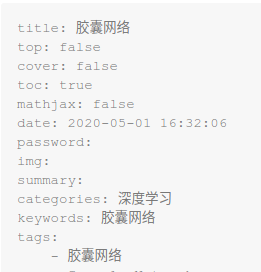 title: 胶囊网络
top: false
cover: false
toc: true
mathjax: false
date: 2020-05-01 16:32:06
password:
img:
summary:
categories: 深度学习
keywords: 胶囊网络
tags:
- 胶囊网络